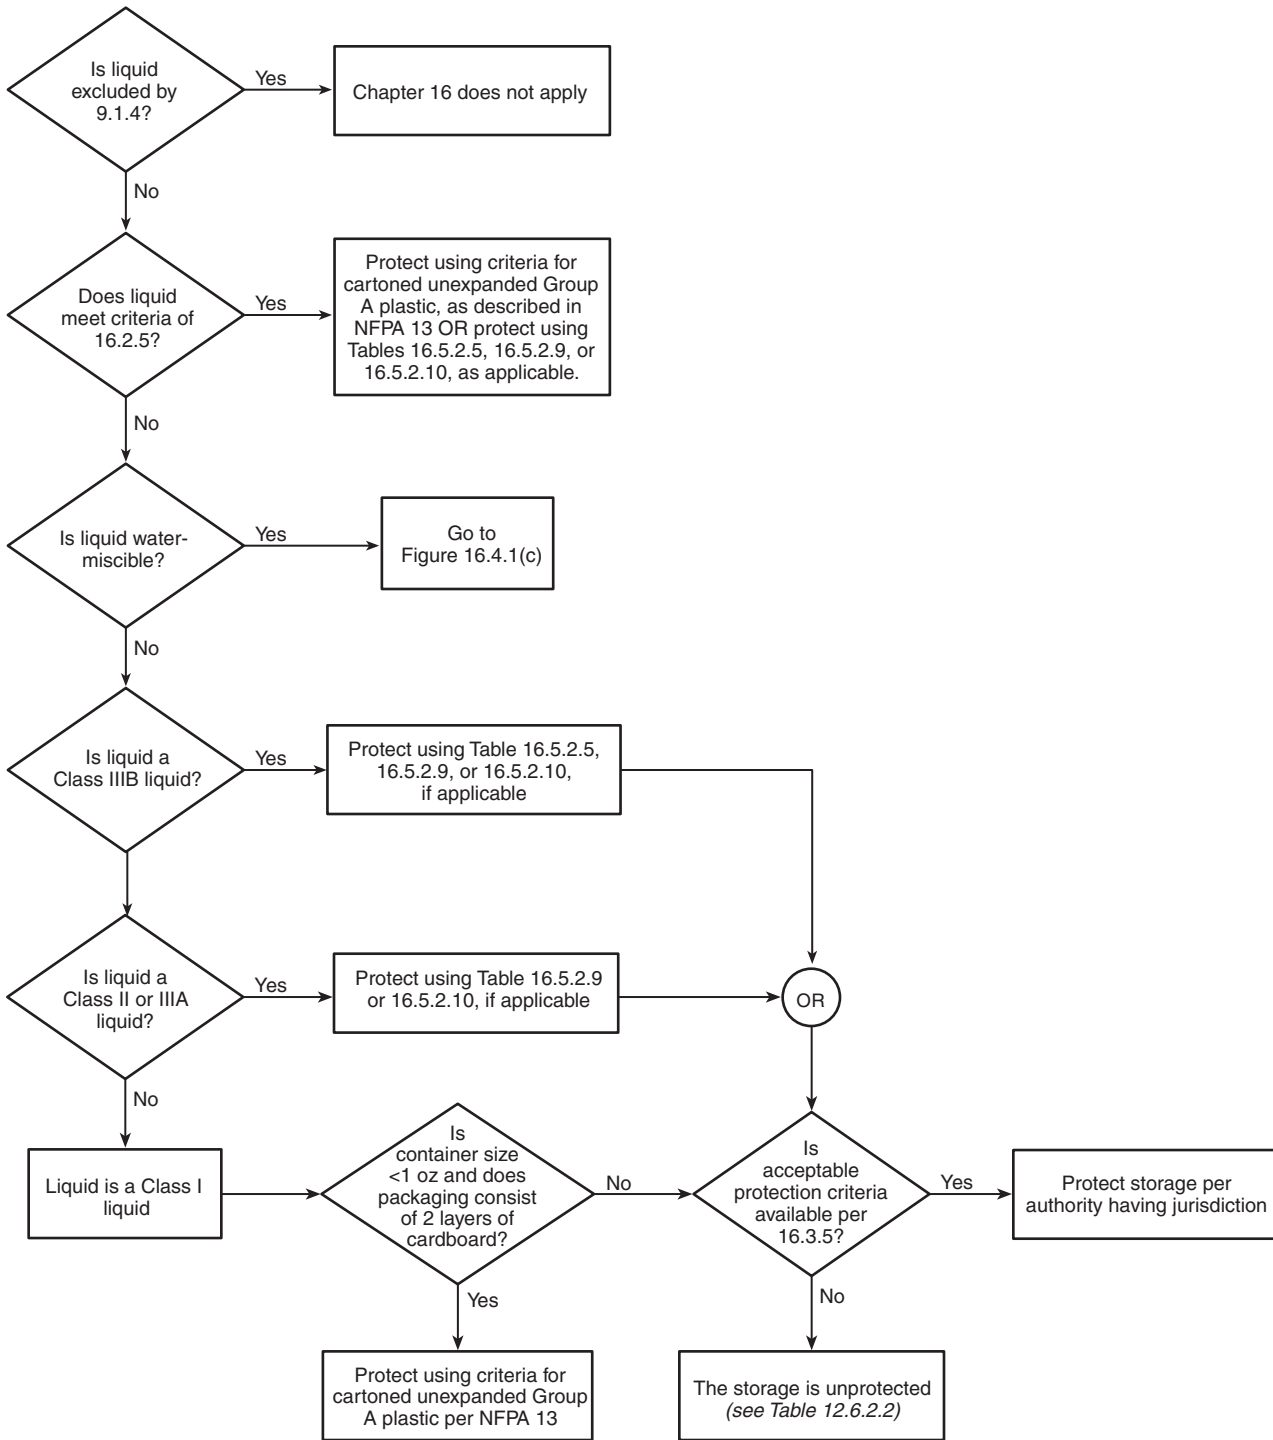 Is liquid
excluded by
9.1.4?
Yes
Chapter 16 does not apply
No
Does liquid
meet criteria of
16.2.5?
Yes
Protect using criteria for
cartoned unexpanded Group
A plastic, as described in
NFPA 13 OR protect using
Tables 16.5.2.5, 16.5.2.9, or
16.5.2.10, as applicable.
No
Is liquid water-
miscible?
Yes
Go to
Figure 16.4.1(c)
No
Is liquid a
Class IIIB liquid?
Yes
Protect using Table 16.5.2.5,
16.5.2.9, or 16.5.2.10,
if applicable
Is liquid a
Class II or IIIA
liquid?
Yes
Protect using Table 16.5.2.9
or 16.5.2.10, if applicable
OR
No
Liquid is a Class I
liquid
Is
container size
<1 oz and does
packaging consist
of 2 layers of
cardboard?
No
Is
acceptable
protection criteria
available per
16.3.5?
Yes
Protect storage per
authority having jurisdiction
Yes
No
Protect using criteria for
cartoned unexpanded Group
A plastic per NFPA 13
The storage is unprotected
(see Table 12.6.2.2)